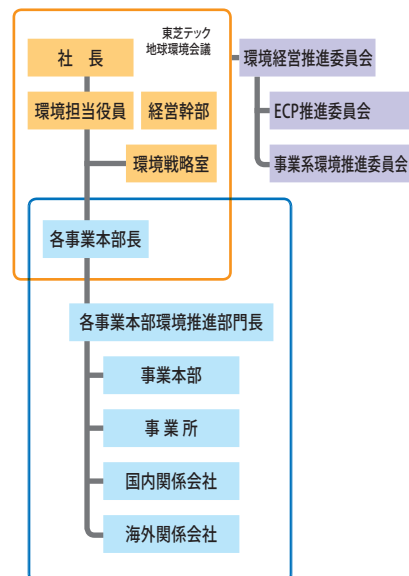 東芝テック
地球環境会議
社 長
環境経営推進委員会
環境担当役員
経営幹部
ECP推進委員会
環境戦略室
事業系環境推進委員会
各事業本部長
各事業本部環境推進部門長
事業本部
事 業 所
国内関係会社
海外関係会社